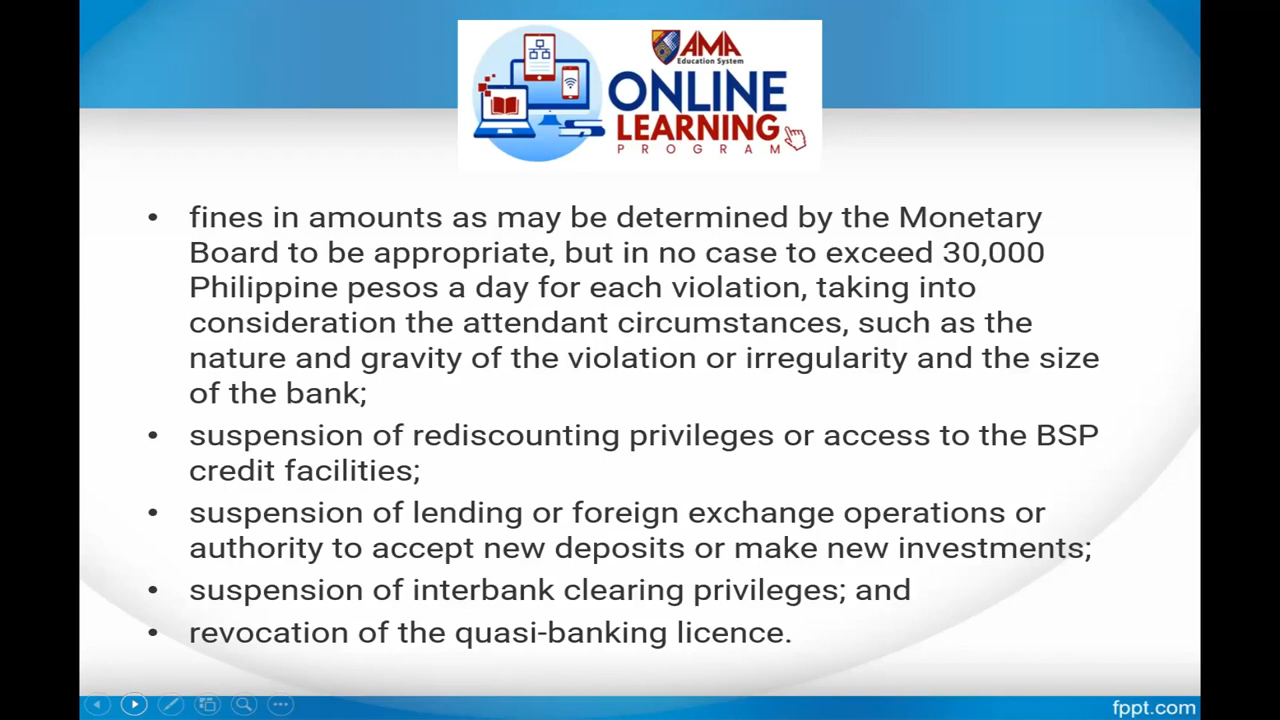 AMA
Education System
ONLINE
LEARNING
PROGRAM
• fines in amounts as may be determined by the Monetary
Board to be appropriate, but in no case to exceed 30,000
Philippine pesos a day for each violation, taking into
consideration the attendant circumstances, such as the
nature and gravity of the violation or irregularity and the size
of the bank;
• suspension of rediscounting privileges or access to the BSP
credit facilities;
• suspension of lending or foreign exchange operations or
authority to accept new deposits or make new investments;
• suspension of interbank clearing privileges; and
• revocation of the quasi-banking licence.
fppt.com